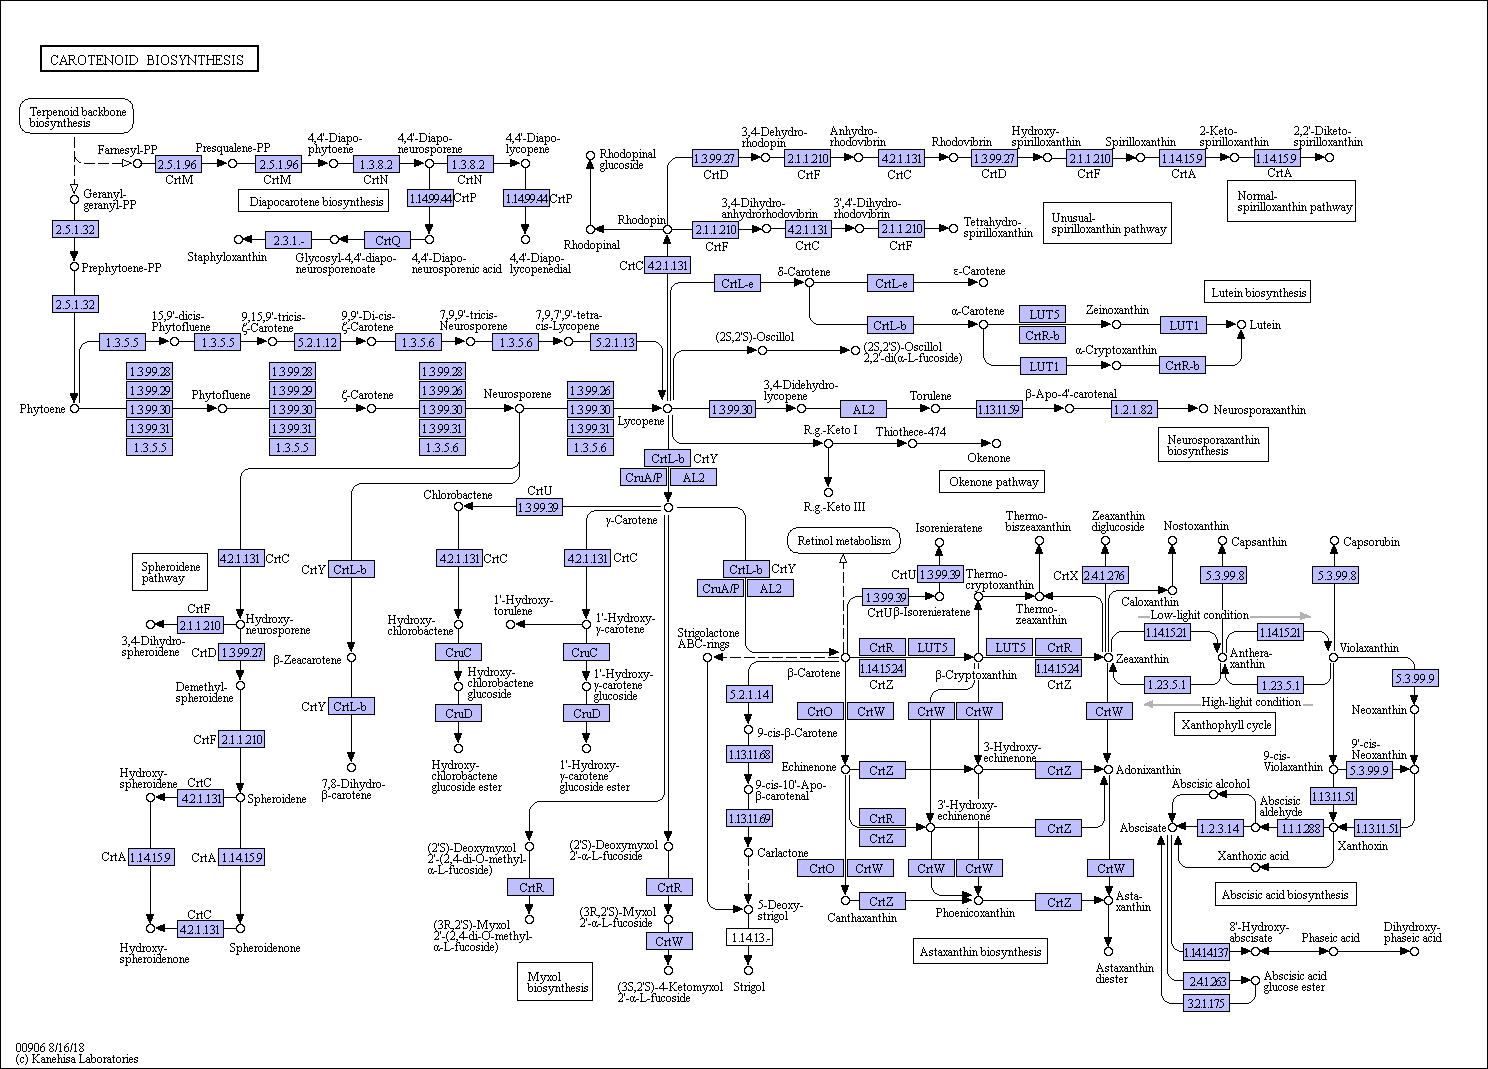 CAROTENOID BIOSYNTHESIS
Terpenoid backbone
biosynthesis
Farnesyl-PP
2.5.1.96
CrtM
Presqualene-PP
2.5.1.96
CrtM
4,4'-Diapo-
phytoene
1.3.8.2
CrtN
4,4'-Diapo-
neurosporene
1.3.8.2
CrtN
4,4'-Diapo-
lycopene
1.14.99.44
CrtP
1.14.99.44
CrtP
Diapocarotene biosynthesis
2.3.1.-
CrtQ
Staphyloxanthin
Glycosyl-4,4'-diapo-
neurosporenoate
4,4'-Diapo-
neurosporenic acid
4,4'-Diapo-
lycopenedial
Geranyl-
geranyl-PP
2.5.1.32
Prephytoene-PP
2.5.1.32
Rhodopinal
glucoside
Rhodopin
Rhodopinal
CrtC
4.2.1.131
1.3.99.27
CrtD
3,4-Dehydro-
rhodopin
2.1.1.210
CrtF
Anhydro-
rhodovibrin
4.2.1.131
CrtC
Rhodovibrin
1.3.99.27
CrtD
Hydroxy-
spirilloxanthin
2.1.1.210
CrtF
Spirilloxanthin
1.14.15.9
CrtA
2-Keto-
spirilloxanthin
1.14.15.9
CrtA
2,2'-Diketo-
spirilloxanthin
Normal-
spirilloxanthin pathway
2.1.1.210
CrtF
3,4-Dihydro-
anhydrorhodovibrin
4.2.1.131
CrtC
3',4'-Dihydro-
rhodovibrin
2.1.1.210
CrtF
Tetrahydro-
spirilloxanthin
Unusual-
spirilloxanthin pathway
CrtL-e
δ-Carotene
CrtL-e
ε-Carotene
Lutein biosynthesis
CrtL-b
α-Carotene
LUT5
CrtR-b
Zeinoxanthin
LUT1
Lutein
LUT1
α-Cryptoxanthin
CrtR-b
(2S,2'S)-Oscillol
(2S,2'S)-Oscillol
2,2'-di(α-L-fucoside)
1.3.5.5
15,9'-dicis-
Phytofluene
1.3.5.5
9,15,9'-tricis-
ζ-Carotene
5.2.1.12
9,9'-Di-cis-
ζ-Carotene
1.3.5.6
7,9,9'-tricis-
Neurosporene
1.3.5.6
7,9,7',9'-tetra-
cis-Lycopene
5.2.1.13
Phytoene
1.3.99.28
1.3.99.29
1.3.99.30
1.3.99.31
1.3.5.5
Phytofluene
1.3.99.28
1.3.99.29
1.3.99.30
1.3.99.31
1.3.5.5
ζ-Carotene
1.3.99.28
1.3.99.26
1.3.99.30
1.3.99.31
1.3.5.6
Neurosporene
1.3.99.26
1.3.99.30
1.3.99.31
1.3.5.6
Lycopene
1.3.99.30
3,4-Didehydro-
lycopene
AL2
Torulene
1.13.11.59
β-Apo-4'-carotenal
1.2.1.82
Neurosporaxanthin
Neurosporaxanthin
biosynthesis
R.g.-Keto I
Thiothece-474
Okenone
Okenone pathway
R.g.-Keto III
CrtL-b
CrtY
CruA/P
AL2
γ-Carotene
Chlorobactene
CrtU
1.3.99.39
Spheroidene
pathway
4.2.1.131
CrtC
CrtY
CrtL-b
4.2.1.131
CrtC
4.2.1.131
CrtC
CrtF
2.1.1.210
3,4-Dihydro-
spheroidene
Hydroxy-
neurosporene
CrtD
1.3.99.27
Demethyl-
spheroidene
CrtF
2.1.1.210
Hydroxy-
spheroidene
CrtC
4.2.1.131
Spheroidene
CrtA
1.14.15.9
CrtA
1.14.15.9
CrtC
4.2.1.131
Hydroxy-
spheroidenone
Spheroidenone
β-Zeacarotene
CrtY
CrtL-b
7,8-Dihydro-
β-carotene
Hydroxy-
chlorobactene
CruC
Hydroxy-
chlorobactene
glucoside
CruD
Hydroxy-
chlorobactene
glucoside ester
1'-Hydroxy-
torulene
1'-Hydroxy-
γ-carotene
CruC
1'-Hydroxy-
γ-carotene
glucoside
CruD
1'-Hydroxy-
γ-carotene
glucoside ester
(2'S)-Deoxymyxol
2'-(2,4-di-O-methyl-
α-L-fucoside)
CrtR
(3R,2'S)-Myxol
2'-(2,4-di-O-methyl-
α-L-fucoside)
(2'S)-Deoxymyxol
2'-α-L-fucoside
CrtR
(3R,2'S)-Myxol
2'-α-L-fucoside
CrtW
(3S,2'S)-4-Ketomyxol
2'-α-L-fucoside
Myxol
biosynthesis
CrtL-b
CrtY
CruA/P
AL2
Strigolactone
ABC-rings
5.2.1.14
9-cis-β-Carotene
1.13.11.68
9-cis-10'-Apo-
β-carotenal
1.13.11.69
Carlactone
5-Deoxy-
strigol
1.14.13.-
Strigol
Retinol metabolism
β-Carotene
1.3.99.39
CrtU
β-Isorenieratene
CrtU
1.3.99.39
Isorenieratene
Thermo-
cryptoxanthin
Thermo-
biszeaxanthin
Thermo-
zeaxanthin
Zeaxanthin
diglucoside
CrtX
2.4.1.276
Nostoxanthin
Caloxanthin
Capsanthin
5.3.99.8
Capsorubin
5.3.99.8
CrtR
LUT5
1.14.15.24
CrtZ
β-Cryptoxanthin
LUT5
CrtR
1.14.15.24
CrtZ
Zeaxanthin
Low-light condition
1.14.15.21
1.14.15.21
Anthera-
xanthin
Violaxanthin
1.23.5.1
1.23.5.1
High-light condition
Xanthophyll cycle
5.3.99.9
Neoxanthin
CrtO
CrtW
CrtW
CrtW
CrtW
Echinenone
CrtZ
3-Hydroxy-
echinenone
CrtZ
Adonixanthin
CrtR
CrtZ
3'-Hydroxy-
echinenone
CrtZ
CrtO
CrtW
CrtW
CrtW
CrtW
Canthaxanthin
CrtZ
Phoenicoxanthin
CrtZ
Asta-
xanthin
Astaxanthin biosynthesis
Astaxanthin
diester
9-cis-
Violaxanthin
5.3.99.9
9'-cis-
Neoxanthin
1.13.11.51
1.13.11.51
Xanthoxin
Abscisic alcohol
Abscisic
aldehyde
1.1.1.288
1.2.3.14
Abscisate
Xanthoxic acid
Abscisic acid biosynthesis
1.14.14.137
8'-Hydroxy-
abscisate
Phaseic acid
Dihydroxy-
phaseic acid
2.4.1.263
3.2.1.175
Abscisic acid
glucose ester
00906 8/16/18
(c) Kanehisa Laboratories